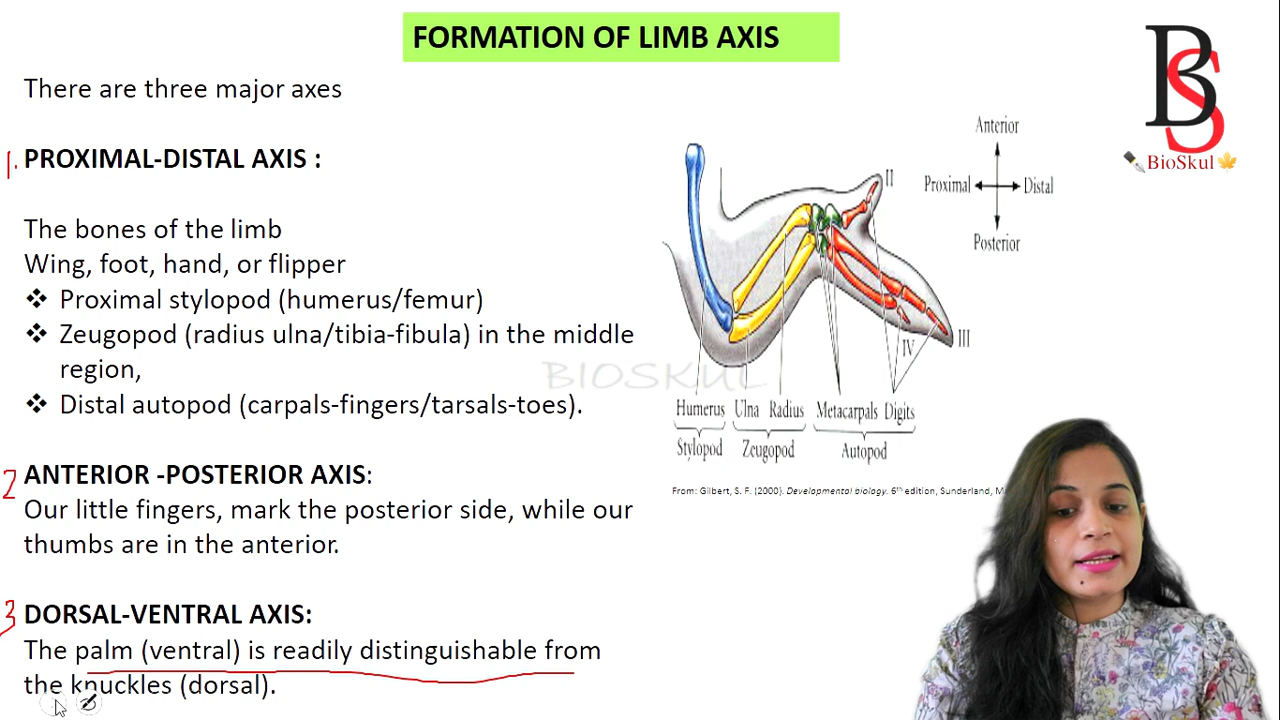 FORMATION OF LIMB AXIS
There are three major axes
1. PROXIMAL-DISTAL AXIS :
The bones of the limb
Wing, foot, hand, or flipper
❖ Proximal stylopod (humerus/femur)
❖ Zeugopod (radius ulna/tibia-fibula) in the middle
region,
❖ Distal autopod (carpals-fingers/tarsals-toes).
2 ANTERIOR -POSTERIOR AXIS:
Our little fingers, mark the posterior side, while our
thumbs are in the anterior.
3 DORSAL-VENTRAL AXIS:
The palm (ventral) is readily distinguishable from
the knuckles (dorsal).
BIOSKUL
Anterior
Proximal Distal
Posterior
II
III
IV
Humerus Ulna Radius Metacarpals Digits
Stylopod Zeugopod Autopod
From: Gilbert, S. F. (2000). Developmental biology. 6th edition, Sunderland,
BS
BioSkul